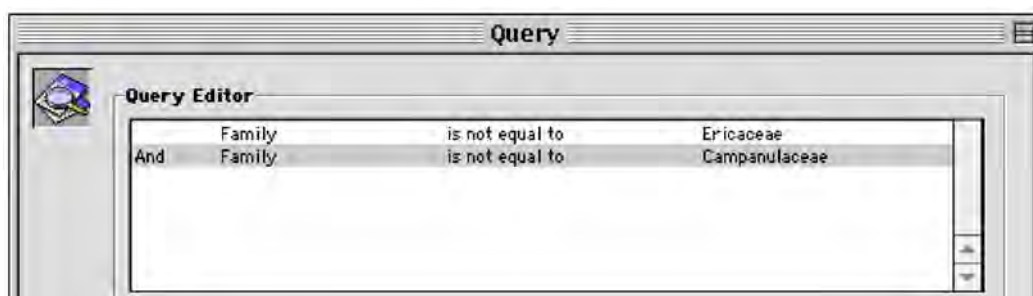 Query
Query Editor
Family is not equal to Ericaceae
And Family is not equal to Campanulaceae